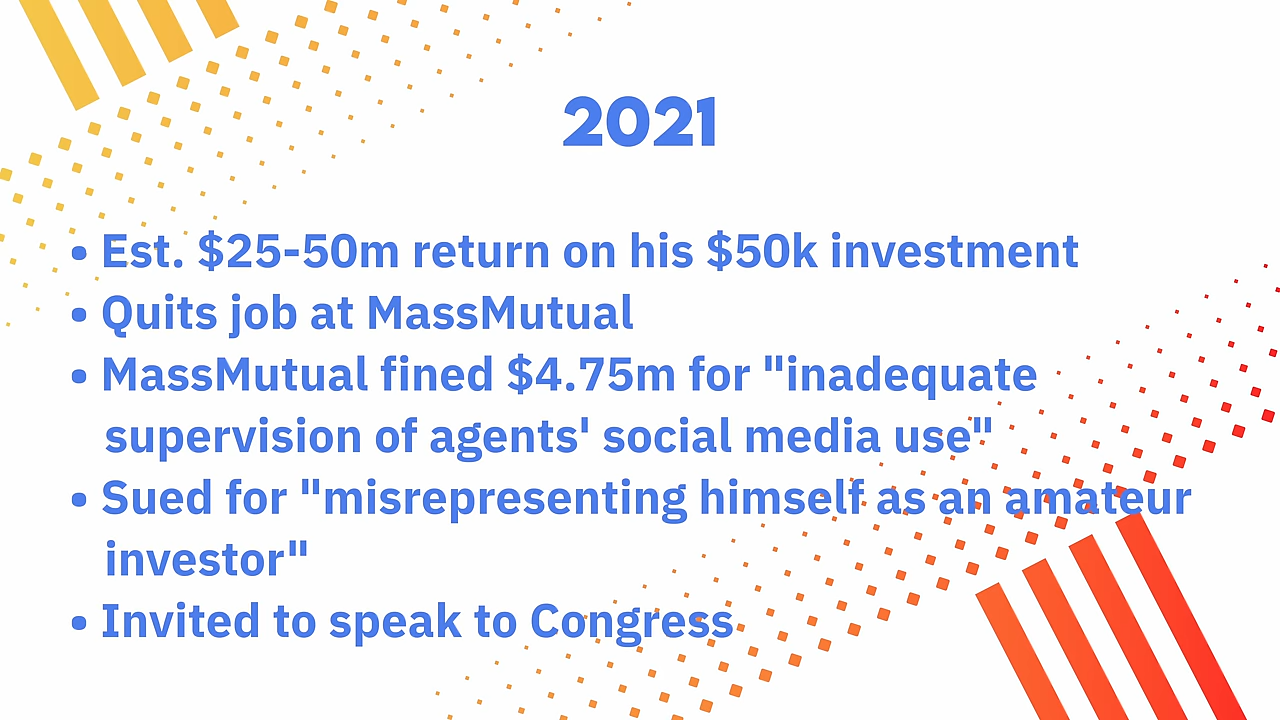 2021
• Est. $25-50m return on his $50k investment
• Quits job at MassMutual
• MassMutual fined $4.75m for "inadequate
supervision of agents' social media use"
• Sued for "misrepresenting himself as an amateur
investor"
• Invited to speak to Congress